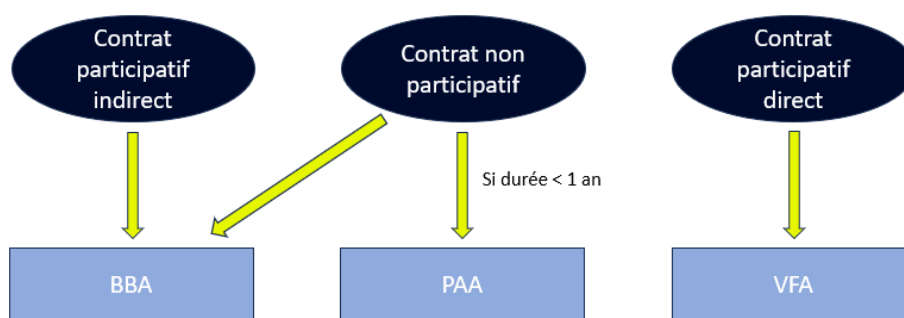 Contrat
participatif
indirect
Contrat non
participatif
Contrat
participatif
direct
Si durée < 1 an
BBA
PAA
VFA